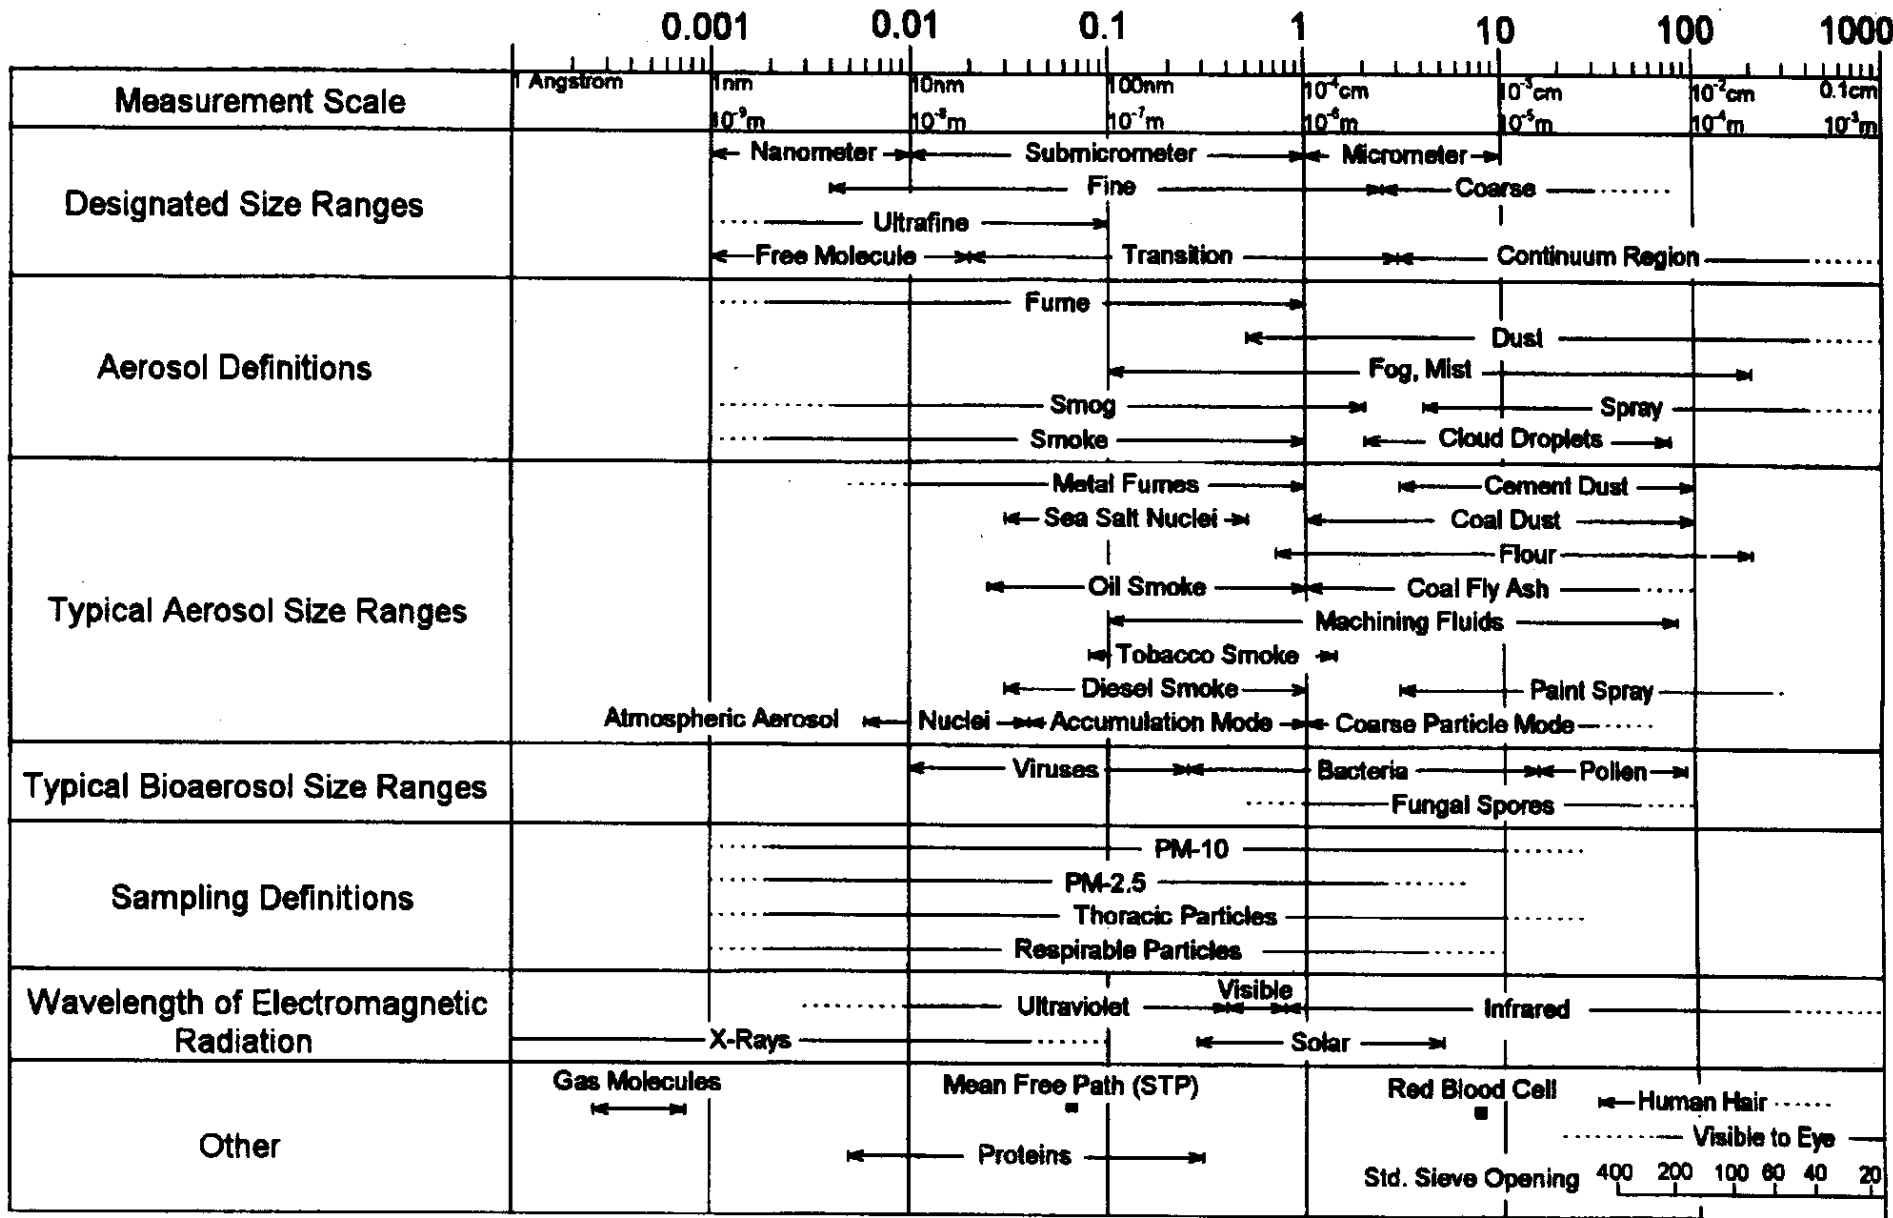 0.001 0.01 0.1 1 10 100 1000
Measurement Scale
1 Angstrom 1nm 10nm 100nm 10⁻⁴cm 10⁻³cm 10⁻²cm 0.1cm
10⁻⁹m 10⁻⁸m 10⁻⁷m 10⁻⁶m 10⁻⁵m 10⁻⁴m 10⁻³m
Designated Size Ranges
Nanometer Submicrometer Micrometer
Fine Coarse
Ultrafine
Free Molecule Transition Continuum Region
Aerosol Definitions
Fume
Dust
Fog, Mist
Smog Spray
Smoke Cloud Droplets
Typical Aerosol Size Ranges
Metal Fumes Cement Dust
Sea Salt Nuclei Coal Dust
Flour
Oil Smoke Coal Fly Ash
Machining Fluids
Tobacco Smoke
Diesel Smoke Paint Spray
Atmospheric Aerosol Nuclei Accumulation Mode Coarse Particle Mode
Typical Bioaerosol Size Ranges
Viruses Bacteria Pollen
Fungal Spores
Sampling Definitions
PM-10
PM-2.5
Thoracic Particles
Respirable Particles
Wavelength of Electromagnetic
Radiation
Visible
Ultraviolet Infrared
X-Rays Solar
Other
Gas Molecules Mean Free Path (STP) Red Blood Cell
Human Hair
Visible to Eye
Proteins
Std. Sieve Opening 400 200 100 60 40 20